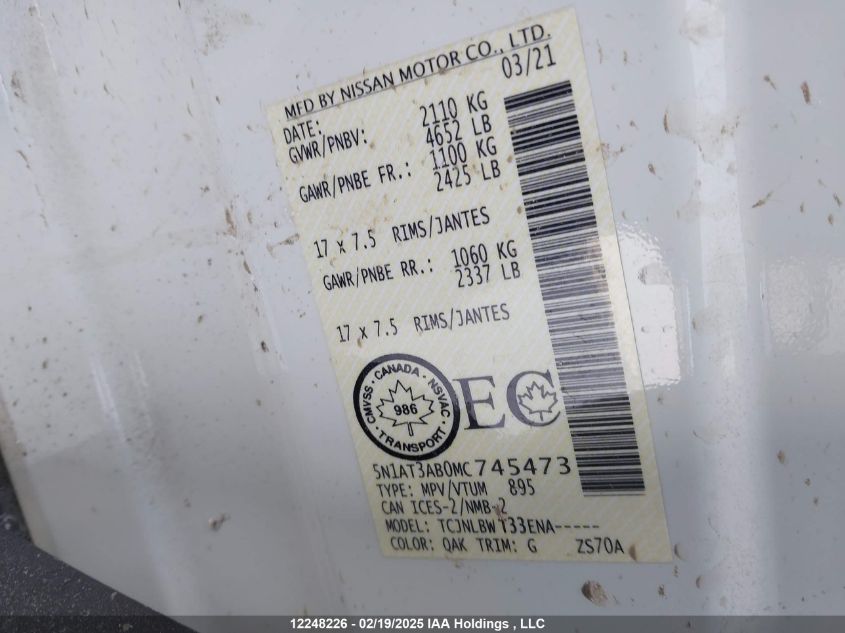 MFD BY NISSAN MOTOR CO., LTD.
DATE: 03/21
GVWR/PNBV: 2110 KG
4652 LB
GAWR/PNBE FR.: 1100 KG
2425 LB
17 x 7.5 RIMS/JANTES
GAWR/PNBE RR.: 1060 KG
2337 LB
17 x 7.5 RIMS/JANTES
CMVSS · CANADA · NSVAC · TRANSPORT ·
986
EC
5N1AT3AB0MC745473
TYPE: MPV/VTUM 895
CAN ICES-2/NMB-2
MODEL: TCJNLBW T33ENA-----
COLOR: QAK TRIM: G ZS70A
12248226 - 02/19/2025 IAA Holdings , LLC